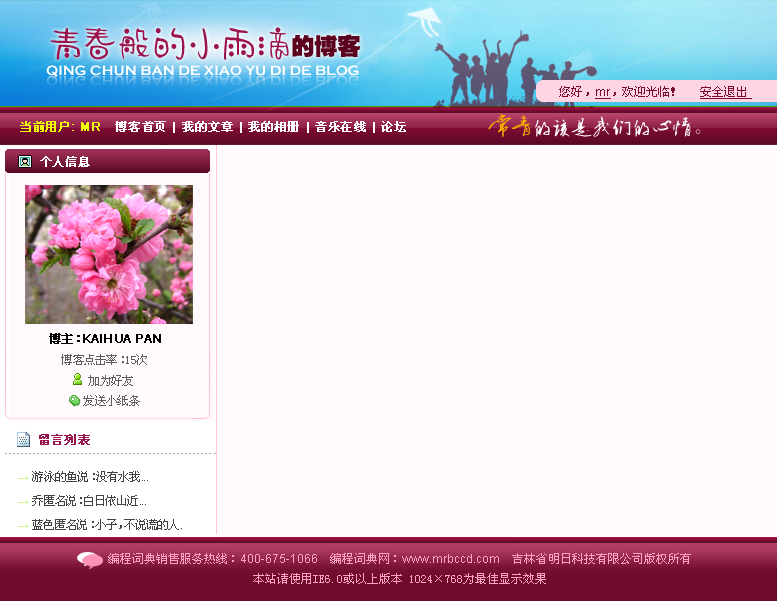 青春般的小雨滴的博客
QING CHUN BAN DE XIAO YU DI DE BLOG
您好，mr，欢迎光临！ 安全退出
当前用户: MR 博客首页 | 我的文章 | 我的相册 | 音乐在线 | 论坛
常青的该是我们的心情。
个人信息
博主：KAIHUA PAN
博客点击率：15次
加为好友
发送小纸条
留言列表
游泳的鱼说：没有水我...
乔匿名说：白日依山近...
蓝色匿名说：小子,不说谎的人.
编程词典销售服务热线：400-675-1066 编程词典网：www.mrbccd.com 吉林省明日科技有限公司版权所有
本站请使用IE6.0或以上版本 1024×768为最佳显示效果